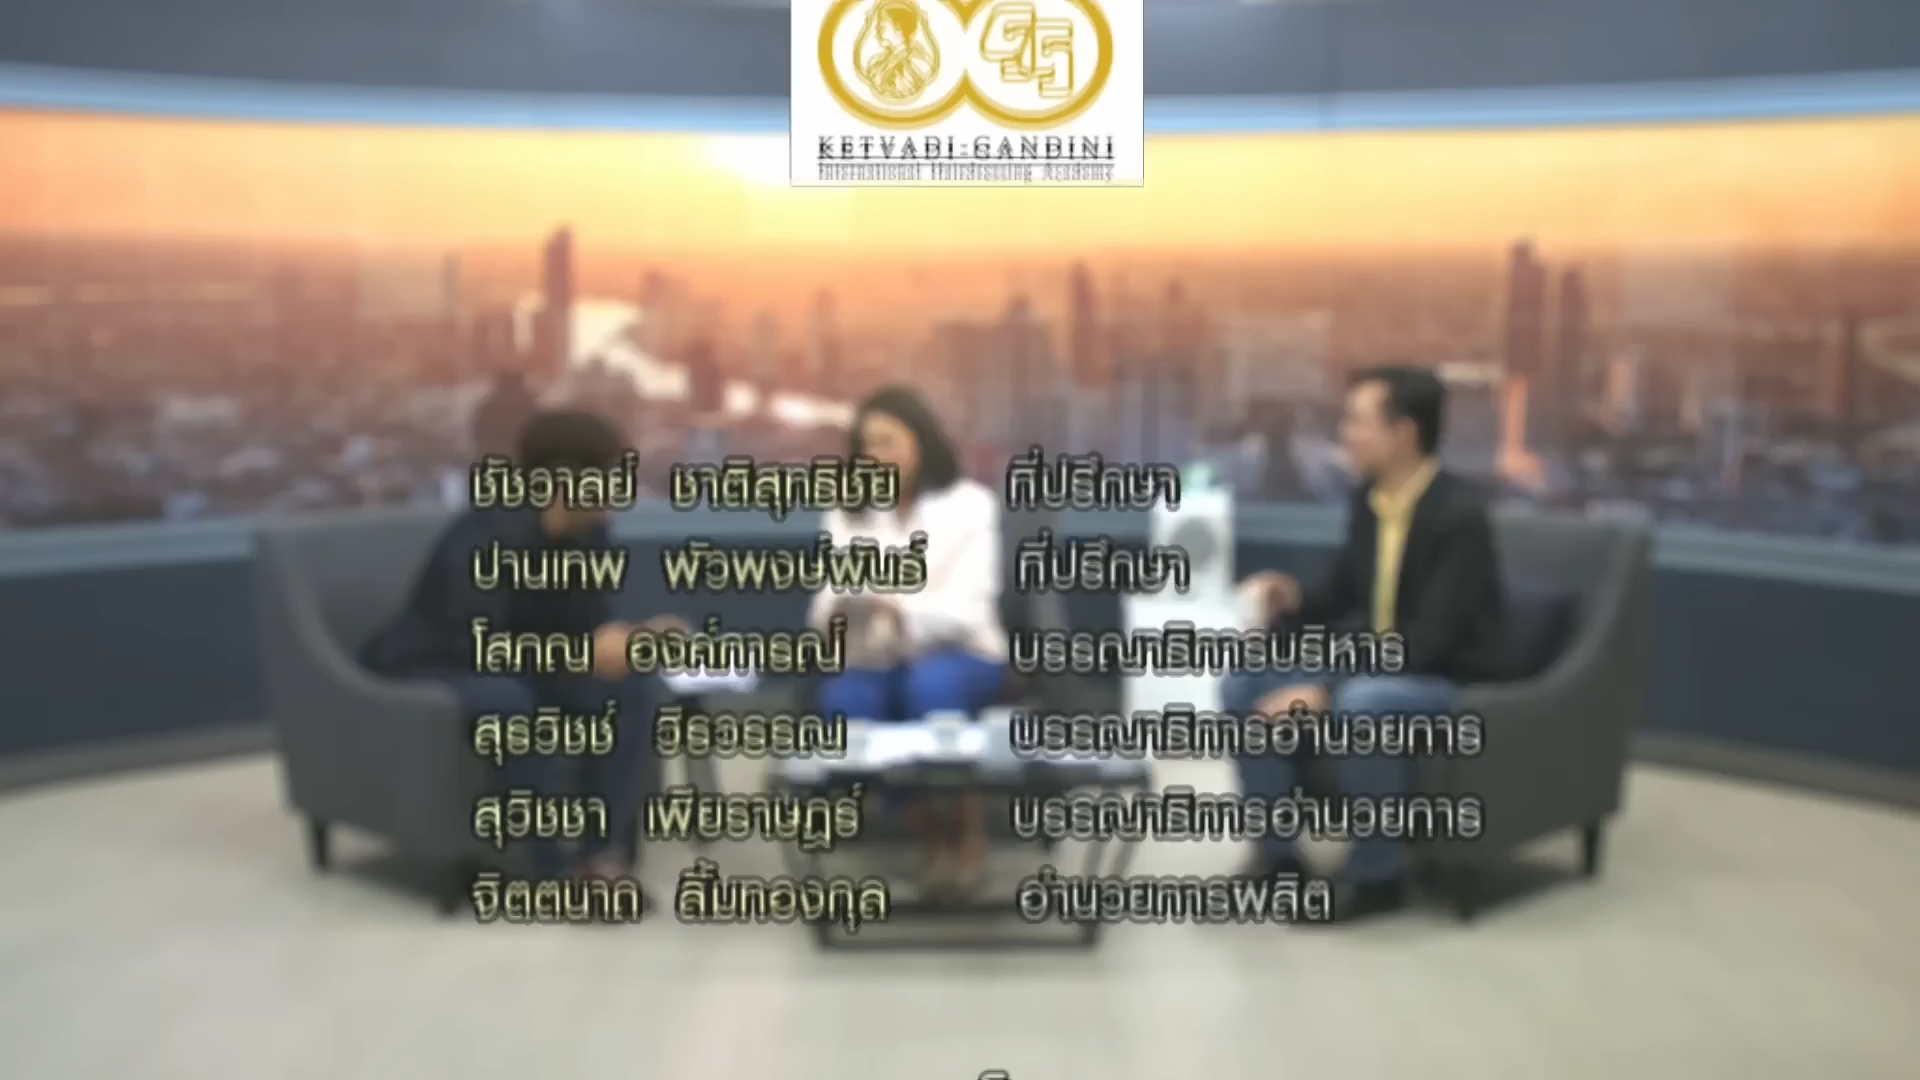 KETVADI-GANDINI
International Hairdressing Academy
ชัชวาลย์ ชาติสุทธิชัย ที่ปรึกษา
ปานเทพ พัวพงษ์พันธ์ ที่ปรึกษา
โสภณ องค์การณ์ บรรณาธิการบริหาร
สุรวิชช์ วีรวรรณ บรรณาธิการอำนวยการ
สุวิชชา เพียราษฎร์ บรรณาธิการอำนวยการ
จิตตนาถ ลิ้มทองกุล อำนวยการผลิต